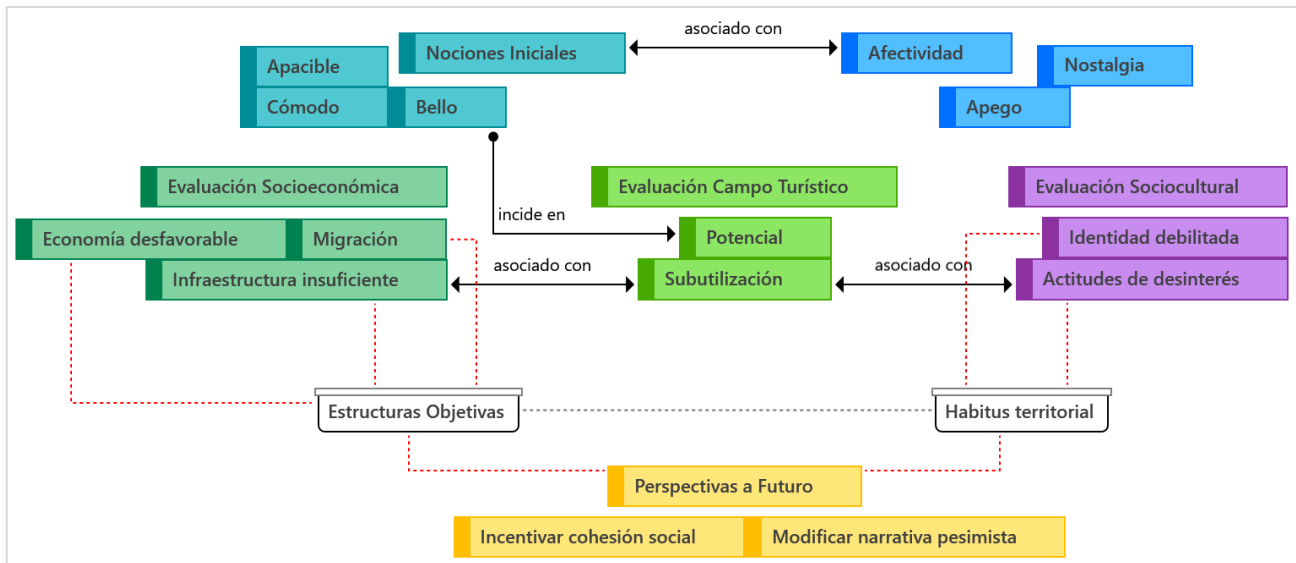 asociado con
Nociones Iniciales
Afectividad
Apacible
Nostalgia
Cómodo
Bello
Apego
Evaluación Socioeconómica
Evaluación Campo Turístico
Evaluación Sociocultural
incide en
Economía desfavorable
Migración
Potencial
Identidad debilitada
asociado con
asociado con
Infraestructura insuficiente
Subutilización
Actitudes de desinterés
Estructuras Objetivas
Habitus territorial
Perspectivas a Futuro
Incentivar cohesión social
Modificar narrativa pesimista